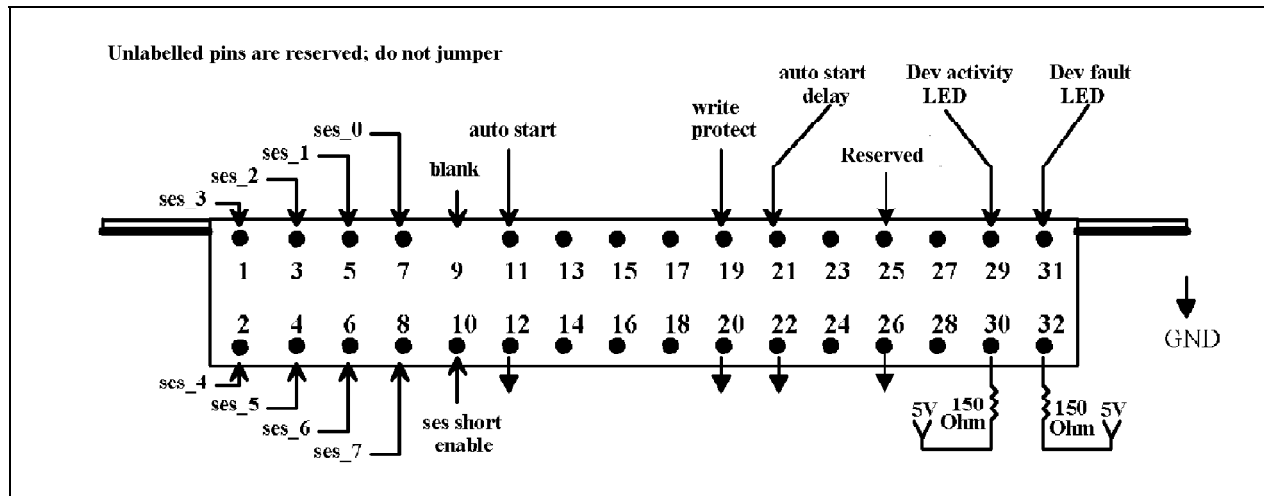 Unlabelled pins are reserved; do not jumper
auto start
delay
Dev activity
LED
Dev fault
LED
write
protect
ses_0
auto start
ses_1
Reserved
ses_2
blank
ses_3
1 3 5 7 9 11 13 15 17 19 21 23 25 27 29 31
2 4 6 8 10 12 14 16 18 20 22 24 26 28 30 32
GND
ses_4
ses_5
ses_6
ses_7
ses short
enable
5V
150
Ohm
150
Ohm
5V